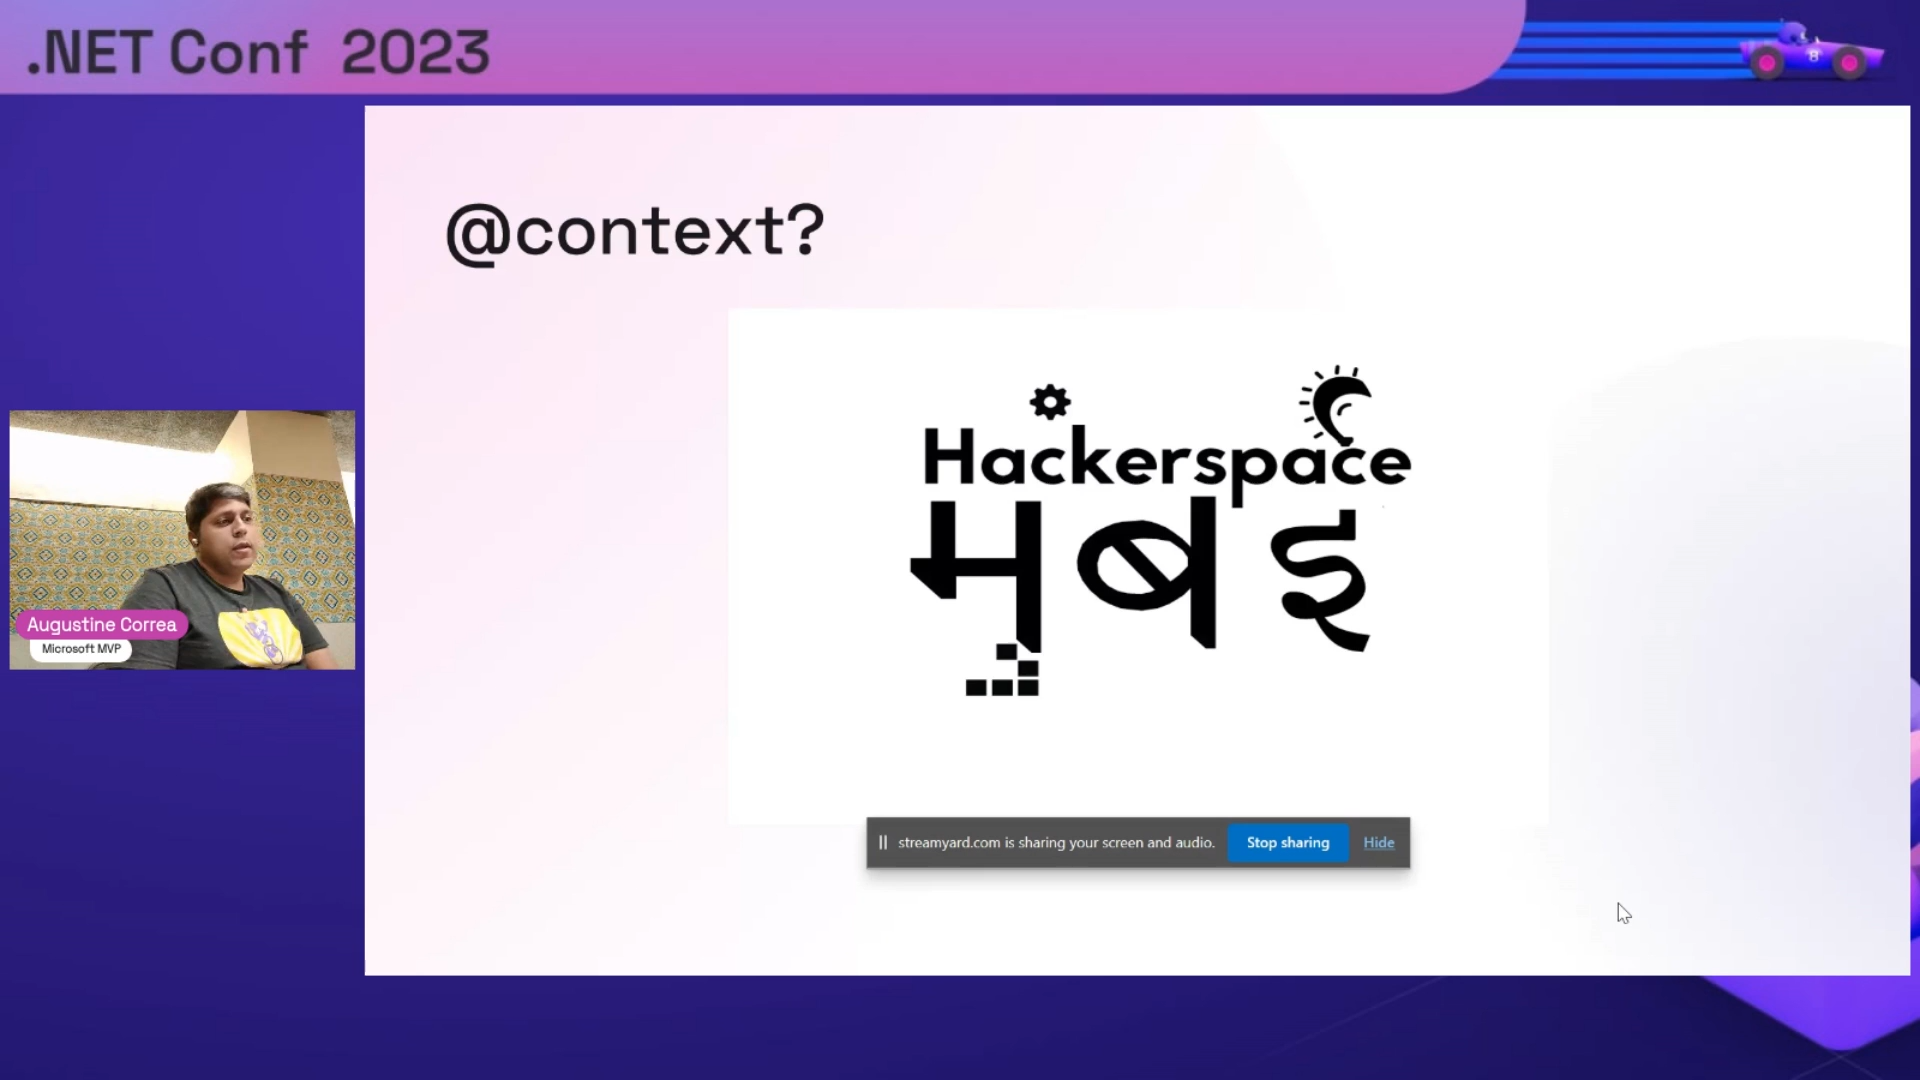 .NET Conf 2023
@context?
Hackerspace
मुंबई
Augustine Correa
Microsoft MVP
streamyard.com is sharing your screen and audio. Stop sharing Hide
8